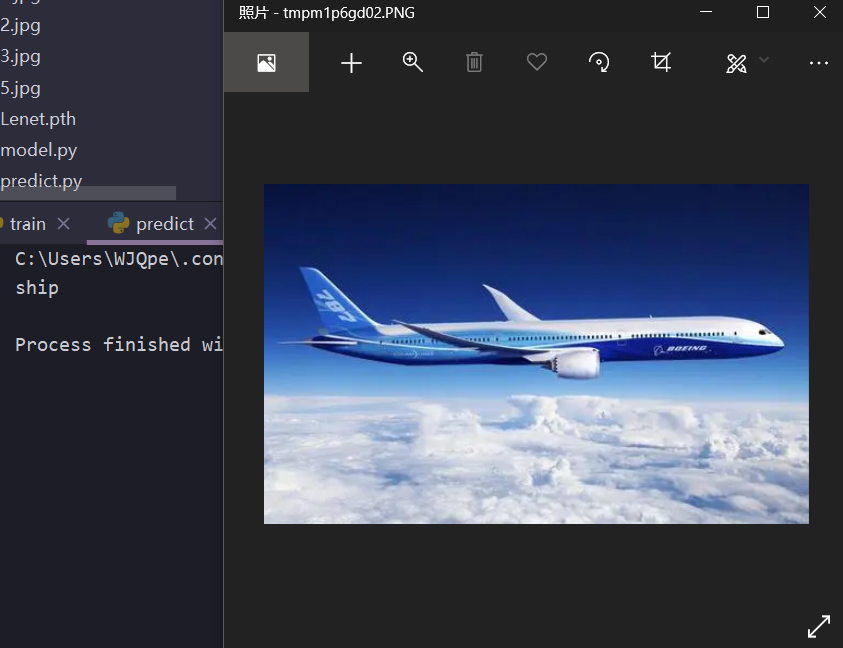 照片 - tmpm1p6gd02.PNG
2.jpg
3.jpg
5.jpg
Lenet.pth
model.py
predict.py
train
predict
C:\Users\WJQpe\.con
ship
Process finished wi
787
BOEING